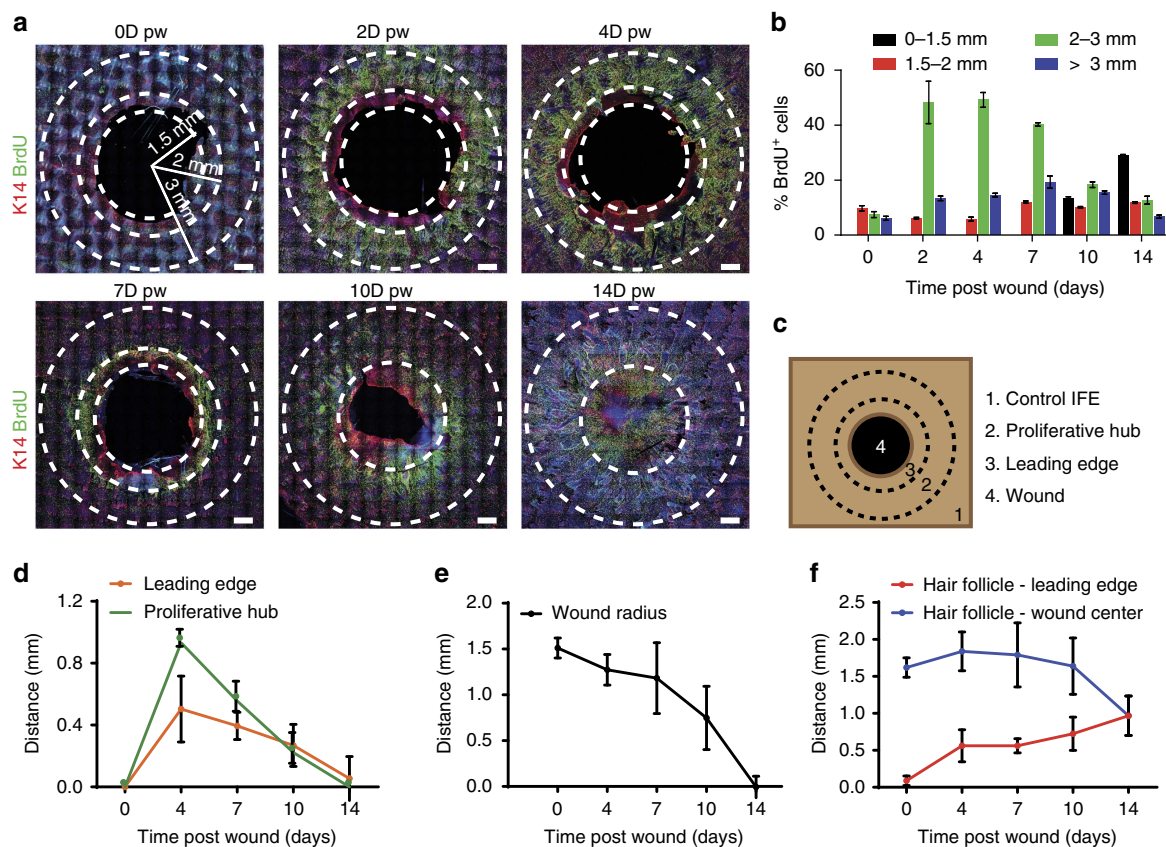 a
0D pw
2D pw
4D pw
K14 BrdU
1.5 mm
2 mm
3 mm
7D pw
10D pw
14D pw
K14 BrdU
b
0–1.5 mm
2–3 mm
1.5–2 mm
> 3 mm
60
40
20
0
% BrdU+ cells
0
2
4
7
10
14
Time post wound (days)
c
4
3
2
1
1. Control IFE
2. Proliferative hub
3. Leading edge
4. Wound
d
Leading edge
Proliferative hub
1.2
0.8
0.4
0.0
Distance (mm)
0
4
7
10
14
Time post wound (days)
e
Wound radius
2.0
1.5
1.0
0.5
0.0
Distance (mm)
0
4
7
10
14
Time post wound (days)
f
Hair follicle - leading edge
Hair follicle - wound center
2.5
2.0
1.5
1.0
0.5
0.0
Distance (mm)
0
4
7
10
14
Time post wound (days)